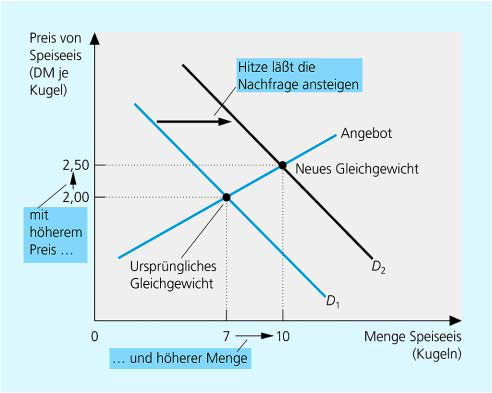 Preis von
Speiseeis
(DM je
Kugel)
Hitze läßt die
Nachfrage ansteigen
Angebot
2,50
Neues Gleichgewicht
2,00
mit
höherem
Preis ...
Ursprüngliches
Gleichgewicht
D2
D1
0
7
10
Menge Speiseeis
(Kugeln)
... und höherer Menge